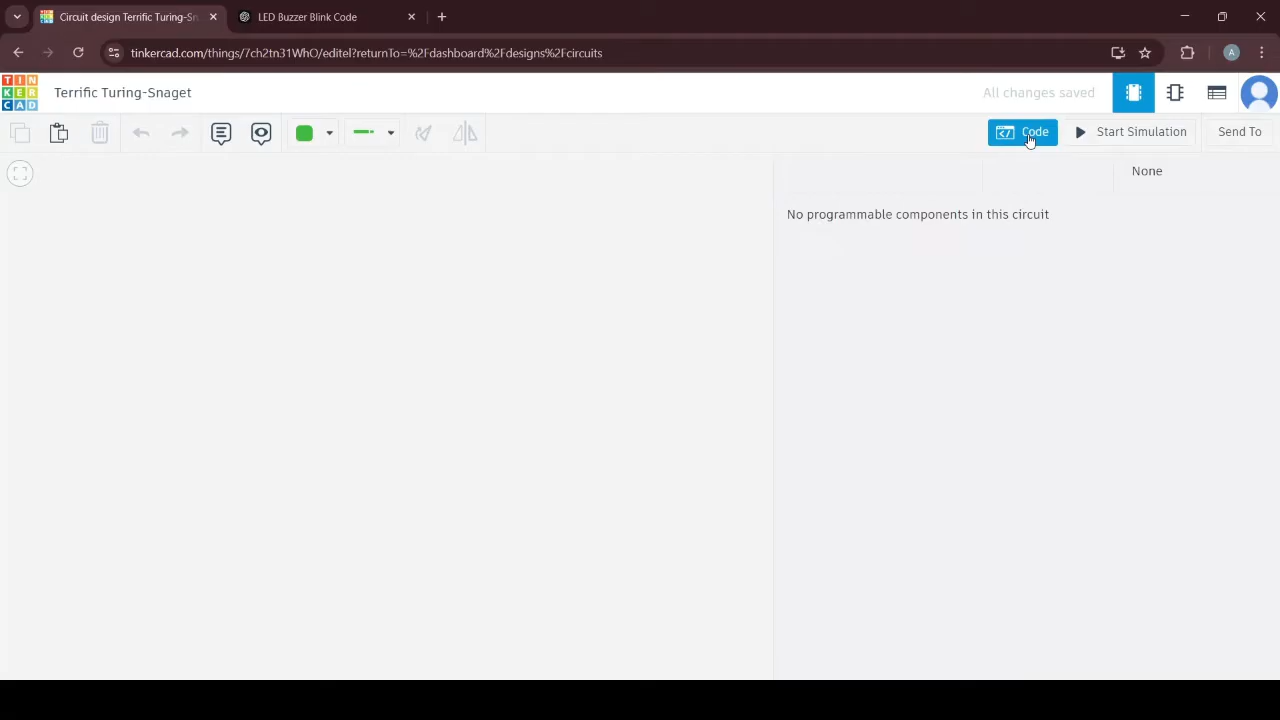 Circuit design Terrific Turing-Sn
LED Buzzer Blink Code
tinkercad.com/things/7ch2tn31WhO/editel?returnTo=%2Fdashboard%2Fdesigns%2Fcircuits
A
TIN
KER
CAD
Terrific Turing-Snaget
All changes saved
Code
Start Simulation
Send To
None
No programmable components in this circuit